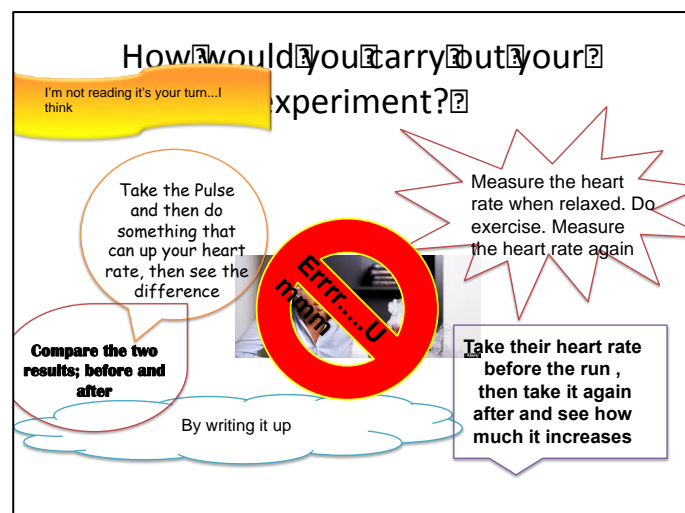 How would you carry out your
experiment?
I'm not reading it's your turn...I
think
Take the Pulse
and then do
something that
can up your heart
rate, then see the
difference
Measure the heart
rate when relaxed. Do
exercise. Measure
the heart rate again
Errrr.....U
mmm
Compare the two
results; before and
after
Take their heart rate
before the run ,
then take it again
after and see how
much it increases
By writing it up